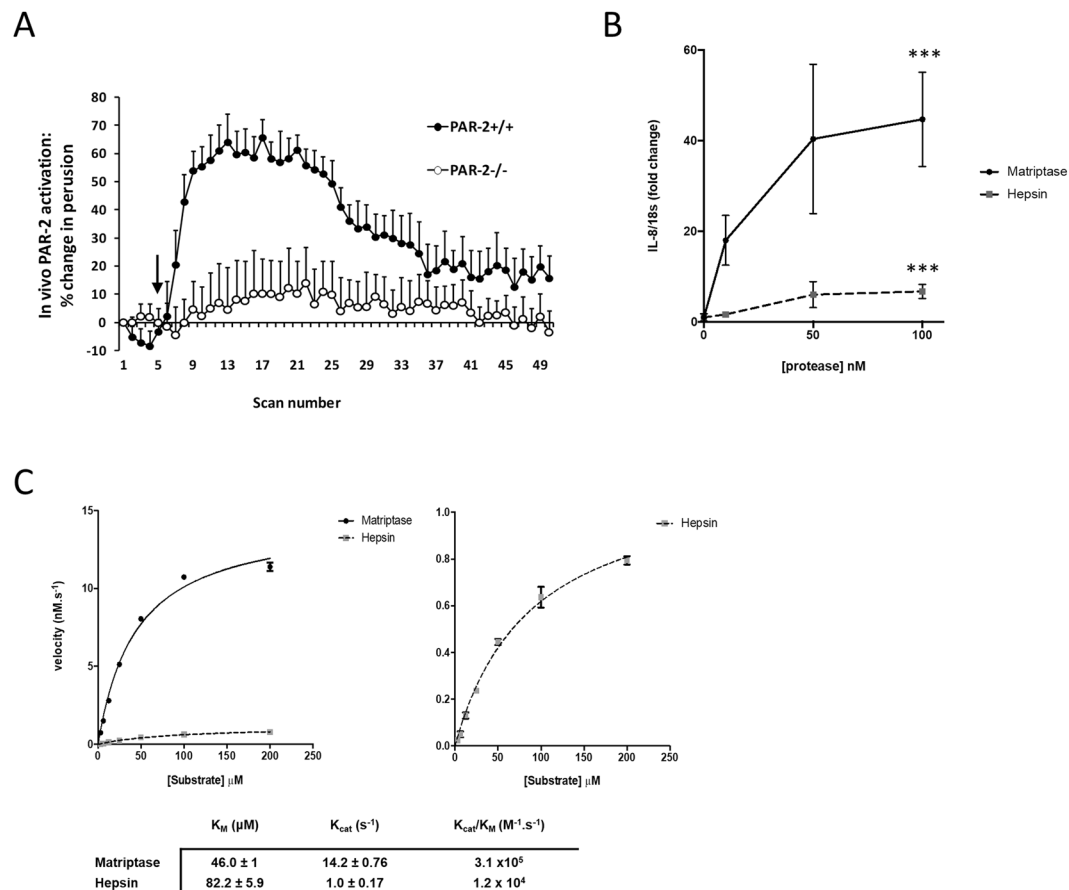 A
In vivo PAR-2 activation:
% change in perusion
80
70
60
50
40
30
20
10
0
-10
1 5 9 13 17 21 25 29 33 37 41 45 49
Scan number
PAR-2+/+
PAR-2-/-
B
IL-8/18s (fold change)
60
40
20
0
0 50 100
[protease] nM
***
***
Matriptase
Hepsin
C
velocity (nM.s-1)
15
10
5
0
0 50 100 150 200 250
[Substrate] μM
Matriptase
Hepsin
1.0
0.8
0.6
0.4
0.2
0.0
0 50 100 150 200 250
[Substrate] μM
Hepsin
KM (μM) Kcat (s-1) Kcat/KM (M-1.s-1)
Matriptase 46.0 ± 1 14.2 ± 0.76 3.1 x10⁵
Hepsin 82.2 ± 5.9 1.0 ± 0.17 1.2 x 10⁴